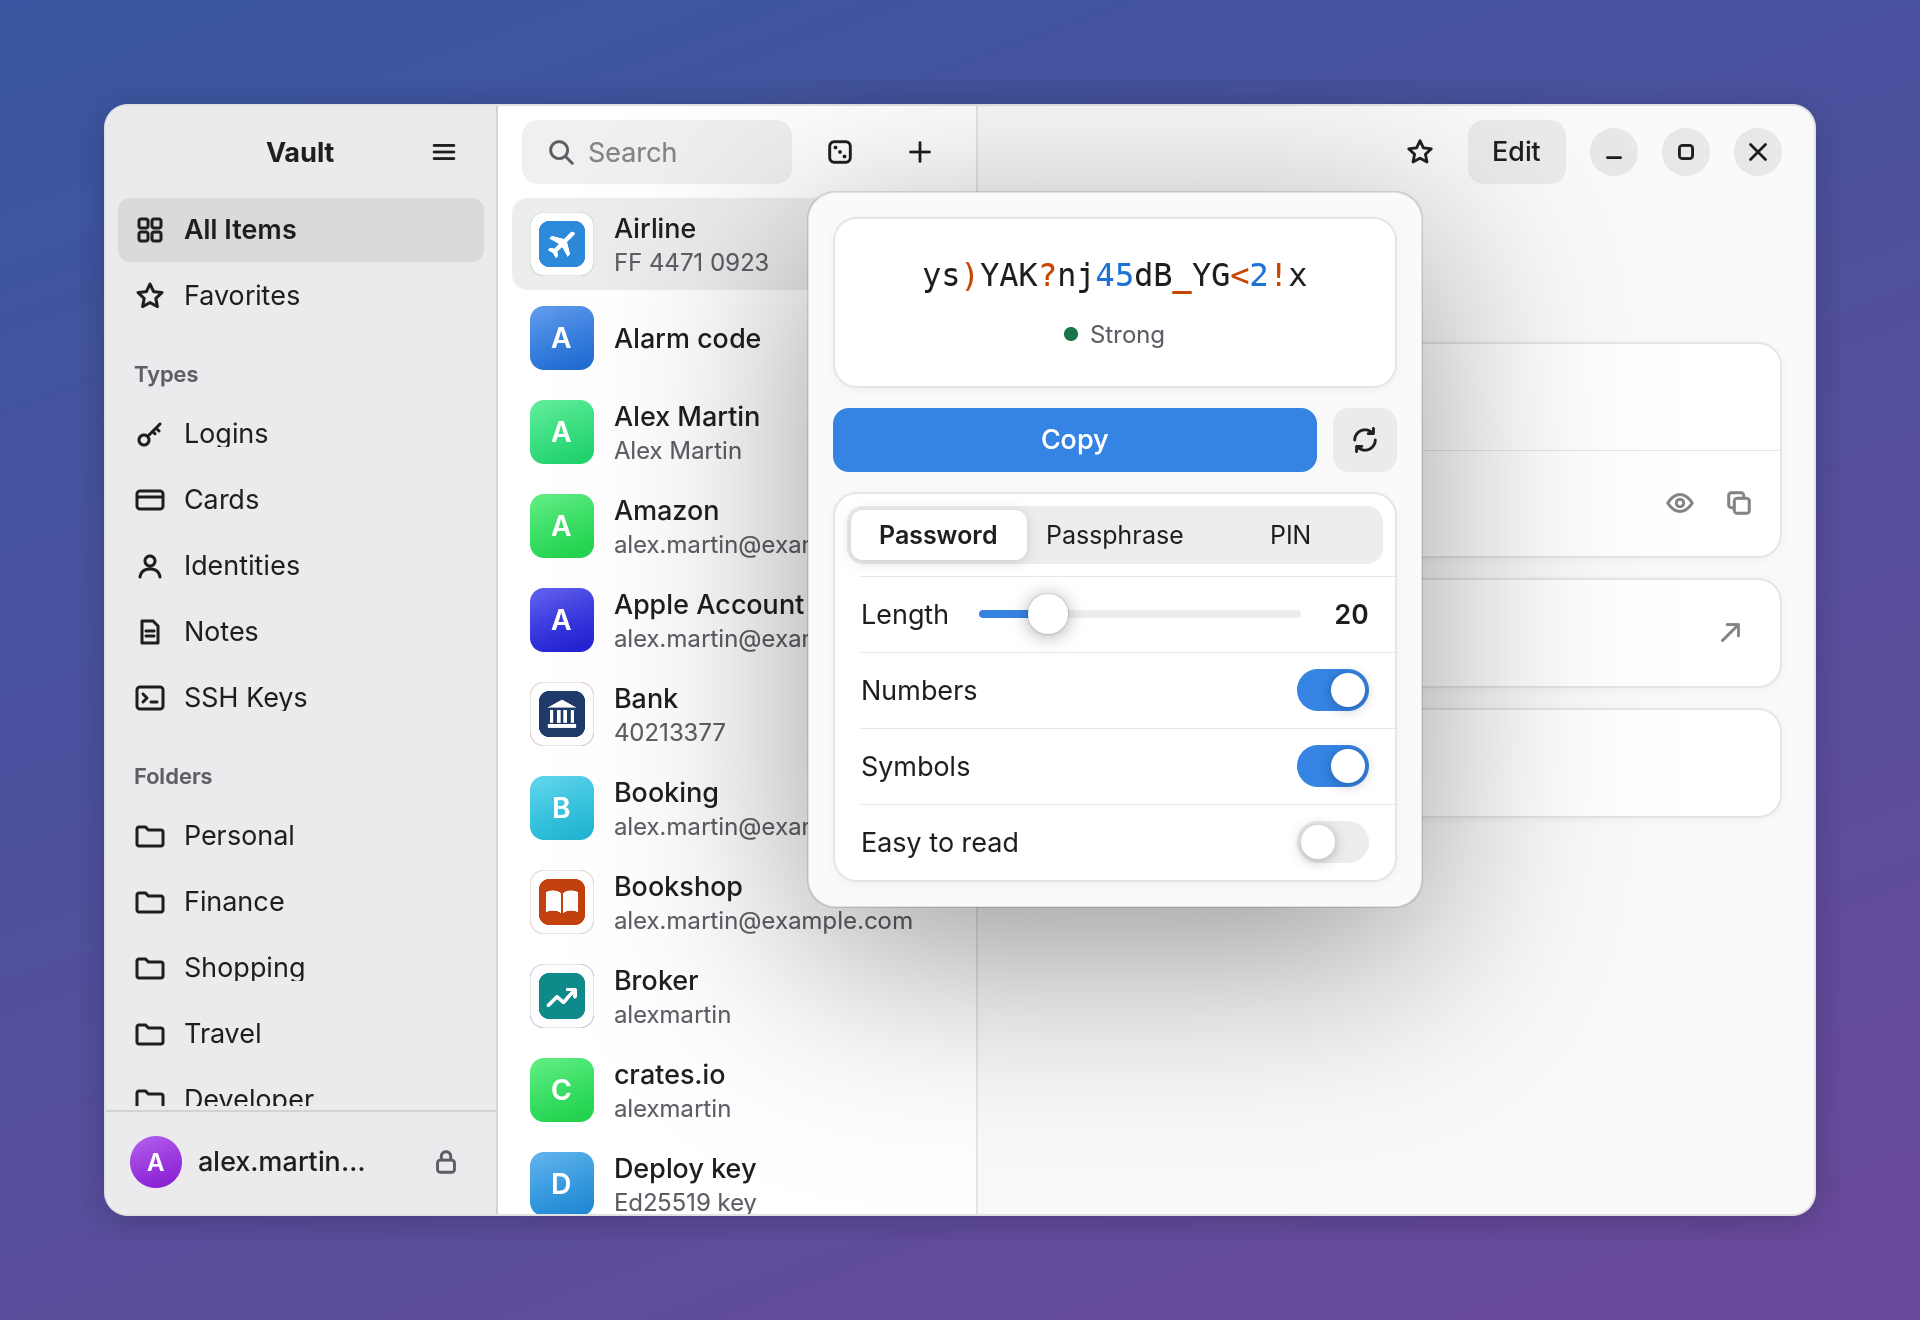 Vault
All Items
Favorites
Types
Logins
Cards
Identities
Notes
SSH Keys
Folders
Personal
Finance
Shopping
Travel
Developer
A
alex.martin...
Search
Airline
FF 4471 0923
A
Alarm code
A
Alex Martin
Alex Martin
A
Amazon
alex.martin@exam
A
Apple Account
alex.martin@exam
Bank
40213377
B
Booking
alex.martin@exam
Bookshop
alex.martin@example.com
Broker
alexmartin
C
crates.io
alexmartin
D
Deploy key
Ed25519 key
Edit
ys)YAK?nj45dB_YG<2!x
Strong
Copy
Password
Passphrase
PIN
Length
20
Numbers
Symbols
Easy to read